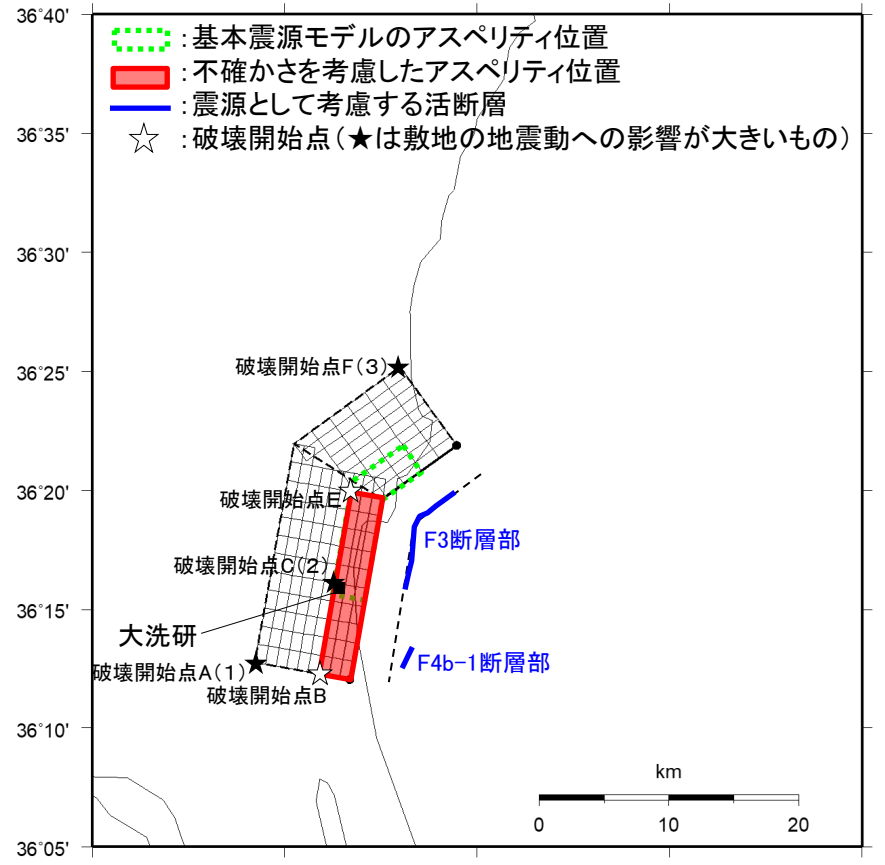 36°40'
：基本震源モデルのアスペリティ位置
：不確かさを考慮したアスペリティ位置
：震源として考慮する活断層
：破壊開始点（★は敷地の地震動への影響が大きいもの）
36°35'
36°30'
36°25'
破壊開始点F（3）
36°20'
破壊開始点E
F3断層部
破壊開始点C（2）
36°15'
大洗研
F4b-1断層部
破壊開始点A（1）
破壊開始点B
36°10'
km
0 10 20
36°05'